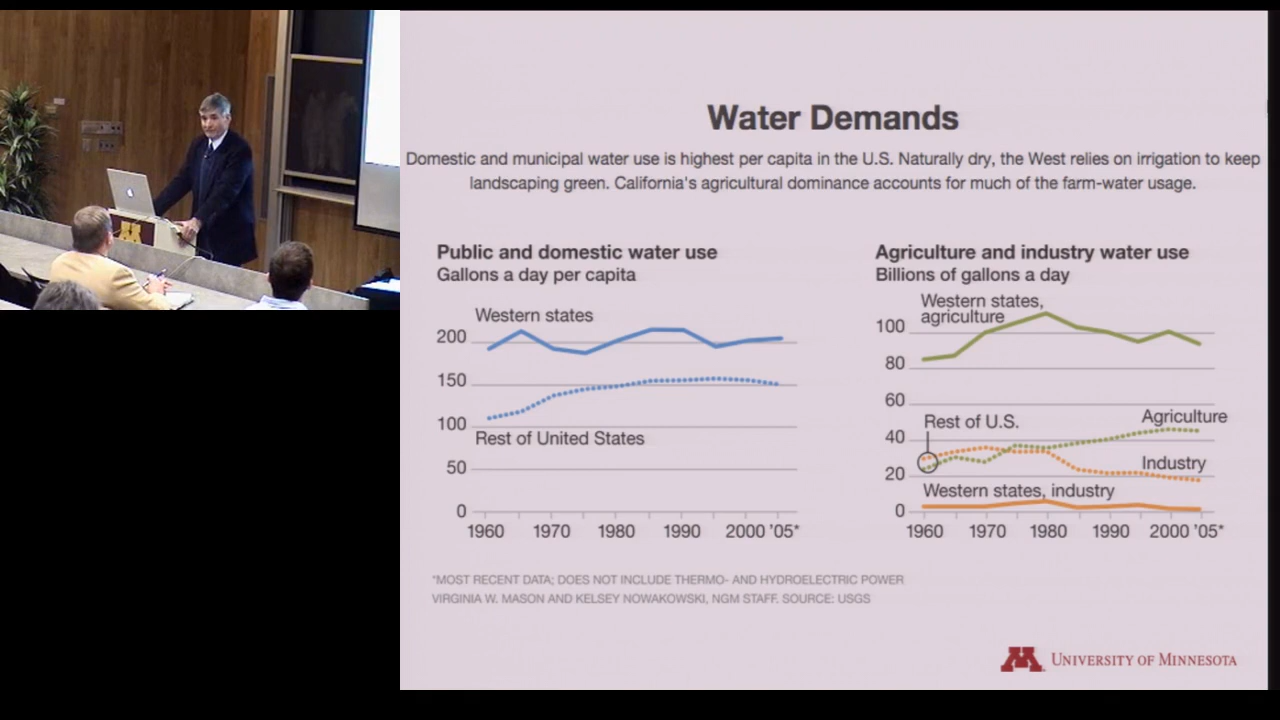 Water Demands
Domestic and municipal water use is highest per capita in the U.S. Naturally dry, the West relies on irrigation to keep
landscaping green. California's agricultural dominance accounts for much of the farm-water usage.
Public and domestic water use
Gallons a day per capita
Western states
200
150
100
Rest of United States
50
0
1960 1970 1980 1990 2000 '05*
Agriculture and industry water use
Billions of gallons a day
Western states,
agriculture
100
80
60
Rest of U.S.
Agriculture
40
Industry
20
Western states, industry
0
1960 1970 1980 1990 2000 '05*
*MOST RECENT DATA; DOES NOT INCLUDE THERMO- AND HYDROELECTRIC POWER
VIRGINIA W. MASON AND KELSEY NOWAKOWSKI, NGM STAFF. SOURCE: USGS
M UNIVERSITY OF MINNESOTA
M